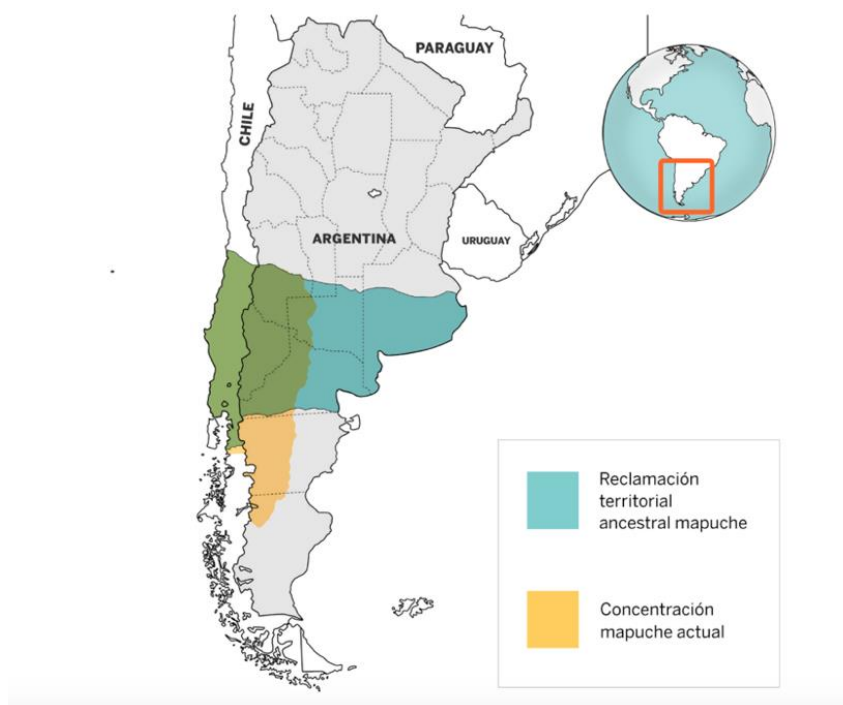 PARAGUAY
CHILE
ARGENTINA
URUGUAY
Reclamación
territorial
ancestral mapuche
Concentración
mapuche actual